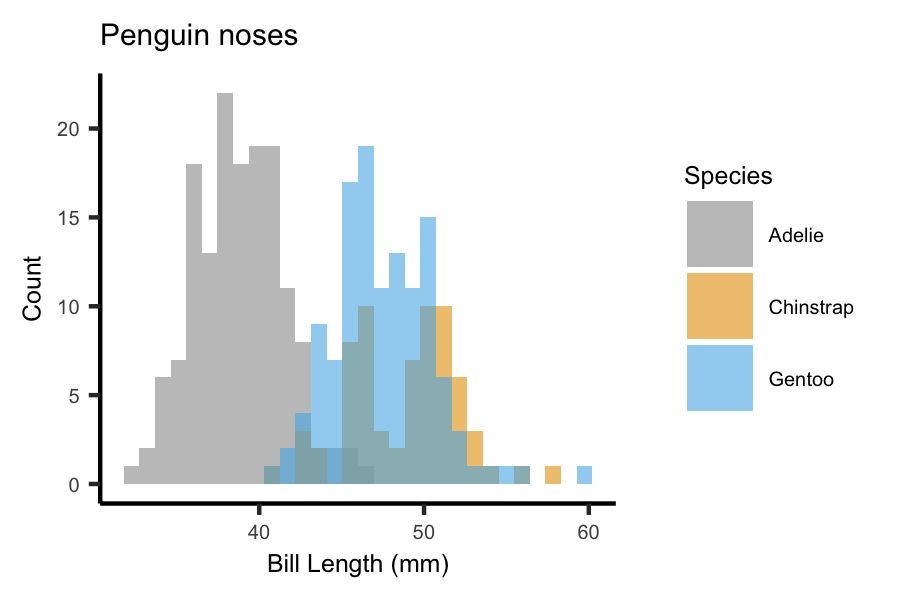 Penguin noses
Count
20
15
10
5
0
40 50 60
Bill Length (mm)
Species
Adelie
Chinstrap
Gentoo